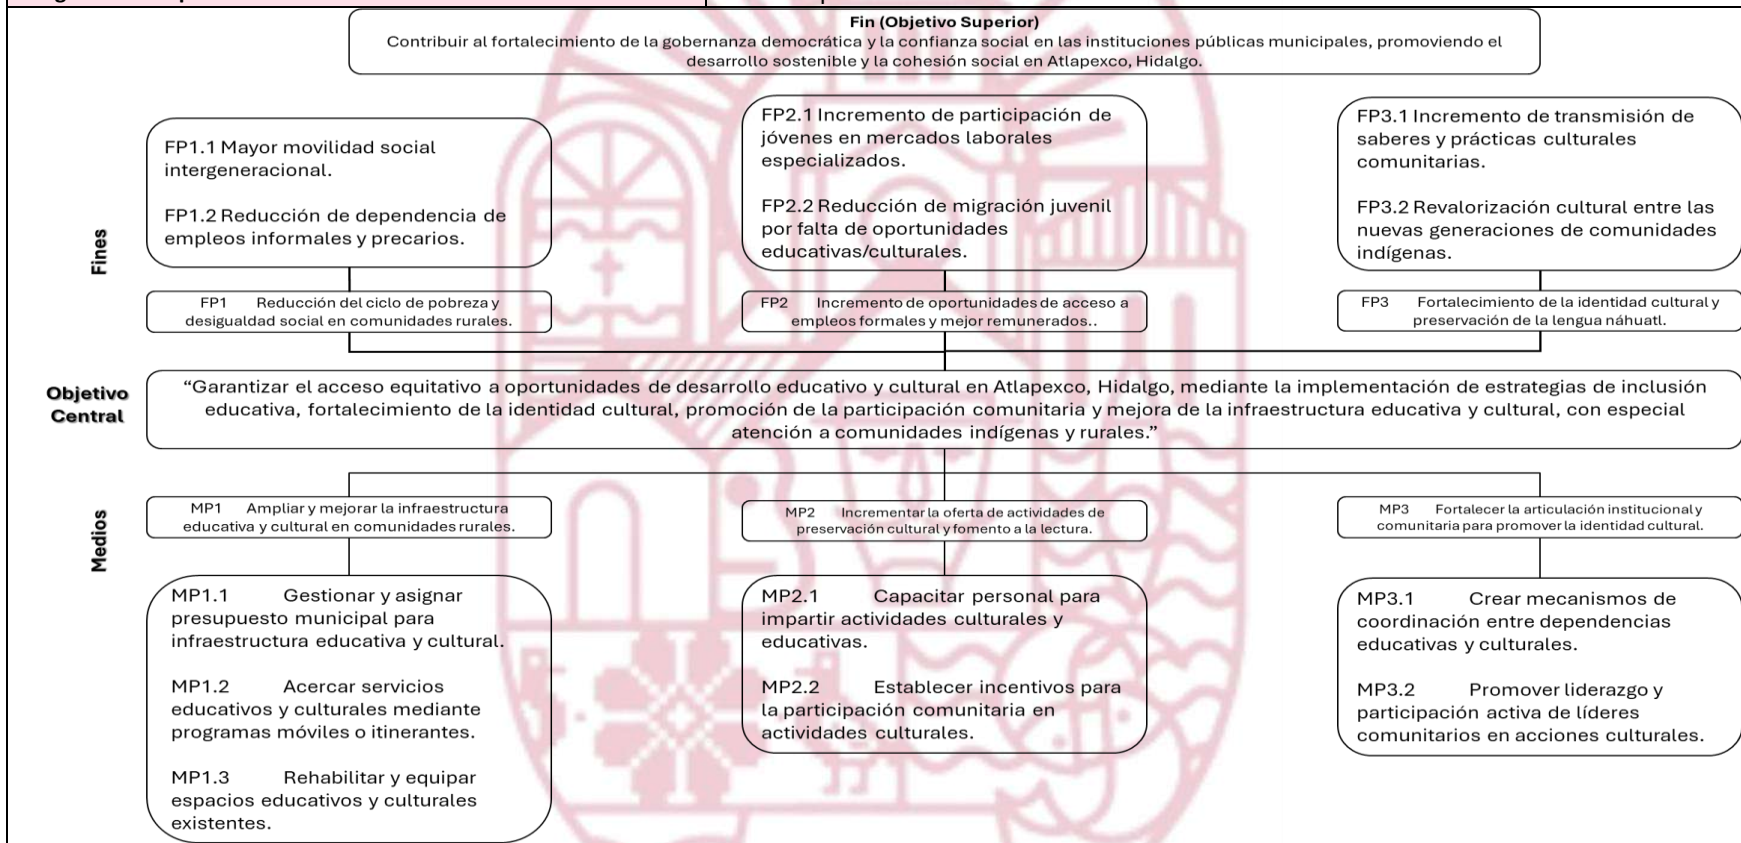 Fin (Objetivo Superior)
Contribuir al fortalecimiento de la gobernanza democrática y la confianza social en las instituciones públicas municipales, promoviendo el
desarrollo sostenible y la cohesión social en Atlapexco, Hidalgo.
FP1.1 Mayor movilidad social
intergeneracional.
FP1.2 Reducción de dependencia de
empleos informales y precarios.
FP2.1 Incremento de participación de
jóvenes en mercados laborales
especializados.
FP2.2 Reducción de migración juvenil
por falta de oportunidades
educativas/culturales.
FP3.1 Incremento de transmisión de
saberes y prácticas culturales
comunitarias.
FP3.2 Revalorización cultural entre las
nuevas generaciones de comunidades
indígenas.
Fines
FP1 Reducción del ciclo de pobreza y
desigualdad social en comunidades rurales.
FP2 Incremento de oportunidades de acceso a
empleos formales y mejor remunerados..
FP3 Fortalecimiento de la identidad cultural y
preservación de la lengua náhuatl.
Objetivo
Central
“Garantizar el acceso equitativo a oportunidades de desarrollo educativo y cultural en Atlapexco, Hidalgo, mediante la implementación de estrategias de inclusión
educativa, fortalecimiento de la identidad cultural, promoción de la participación comunitaria y mejora de la infraestructura educativa y cultural, con especial
atención a comunidades indígenas y rurales.”
Medios
MP1 Ampliar y mejorar la infraestructura
educativa y cultural en comunidades rurales.
MP2 Incrementar la oferta de actividades de
preservación cultural y fomento a la lectura.
MP3 Fortalecer la articulación institucional y
comunitaria para promover la identidad cultural.
MP1.1 Gestionar y asignar
presupuesto municipal para
infraestructura educativa y cultural.
MP1.2 Acercar servicios
educativos y culturales mediante
programas móviles o itinerantes.
MP1.3 Rehabilitar y equipar
espacios educativos y culturales
existentes.
MP2.1 Capacitar personal para
impartir actividades culturales y
educativas.
MP2.2 Establecer incentivos para
la participación comunitaria en
actividades culturales.
MP3.1 Crear mecanismos de
coordinación entre dependencias
educativas y culturales.
MP3.2 Promover liderazgo y
participación activa de líderes
comunitarios en acciones culturales.